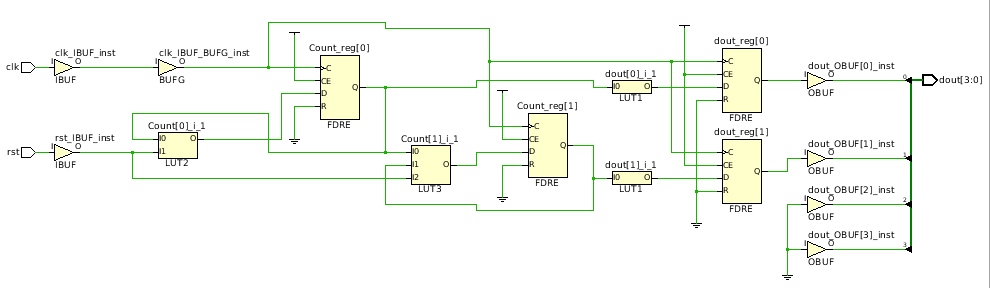 clk
clk_IBUF_inst
I O
IBUF
clk_IBUF_BUFG_inst
I O
BUFG
rst
rst_IBUF_inst
I O
IBUF
Count[0]_i_1
I0 O
I1
LUT2
Count_reg[0]
C
CE
D Q
R
FDRE
Count[1]_i_1
I0
I1 O
I2
LUT3
Count_reg[1]
C
CE
D Q
R
FDRE
dout[0]_i_1
I0 O
LUT1
dout[1]_i_1
I0 O
LUT1
dout_reg[0]
C
CE Q
D
R
FDRE
dout_reg[1]
C
CE
D Q
R
FDRE
dout_OBUF[0]_inst
I O
OBUF
dout_OBUF[1]_inst
I O
OBUF
dout_OBUF[2]_inst
I O
OBUF
dout_OBUF[3]_inst
I O
OBUF
0
1
2
3
dout[3:0]